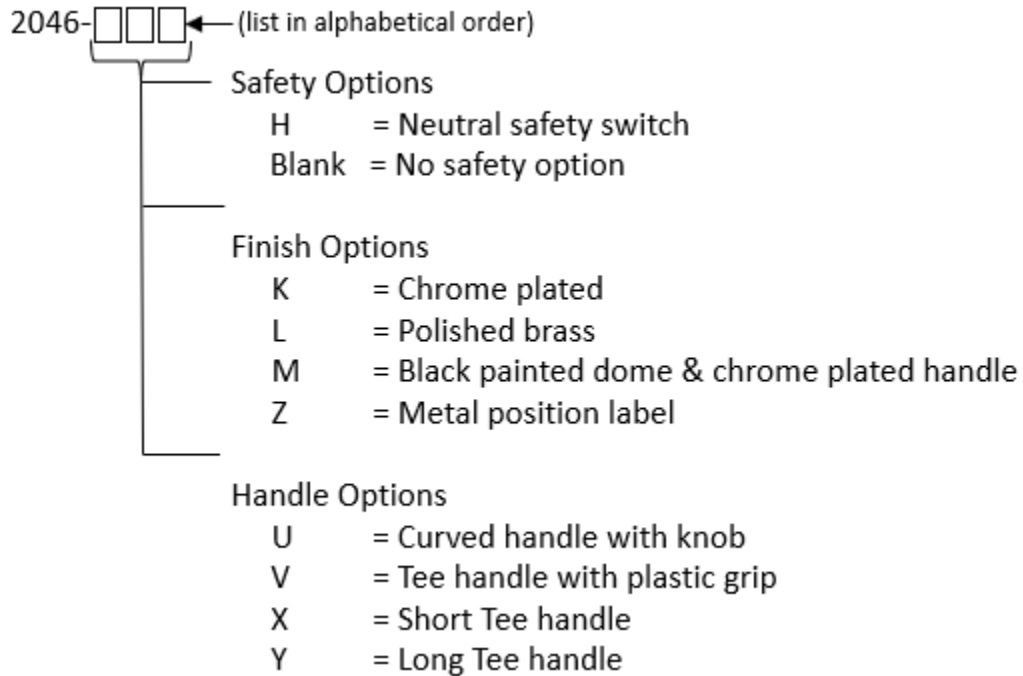 2046-□□□ (list in alphabetical order)
Safety Options
H = Neutral safety switch
Blank = No safety option
Finish Options
K = Chrome plated
L = Polished brass
M = Black painted dome & chrome plated handle
Z = Metal position label
Handle Options
U = Curved handle with knob
V = Tee handle with plastic grip
X = Short Tee handle
Y = Long Tee handle